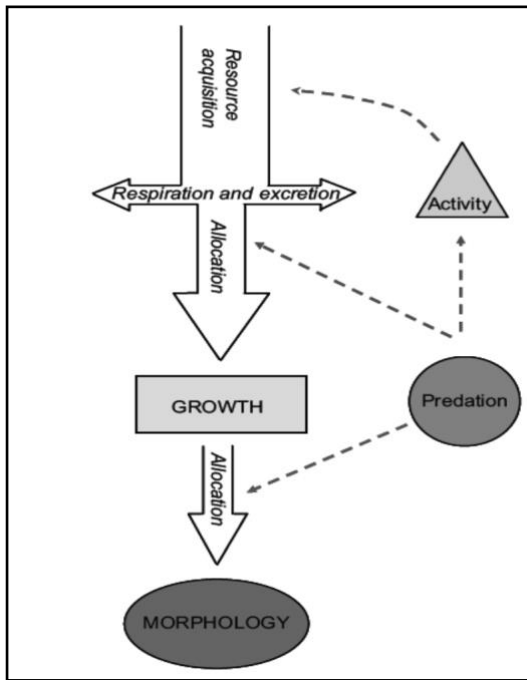 Resource
acquisition
Respiration and excretion
Activity
Allocation
Predation
GROWTH
Allocation
MORPHOLOGY